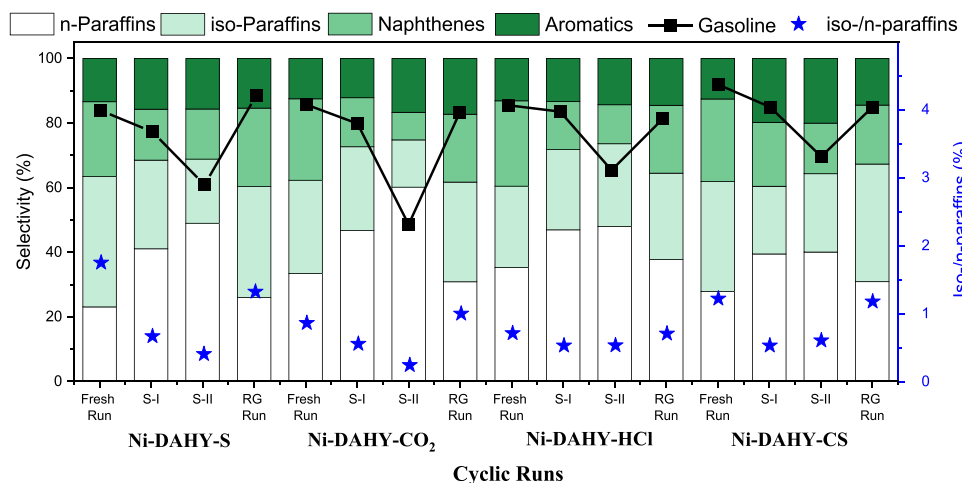 n-Paraffins iso-Paraffins Naphthenes Aromatics Gasoline iso-/n-paraffins
Selectivity (%)
100
80
60
40
20
0
4
3
2
1
0
Iso-/n-paraffins (%)
Fresh Run S-I S-II RG Run Fresh Run S-I S-II RG Run Fresh Run S-I S-II RG Run Fresh Run S-I S-II RG Run
Ni-DAHY-S Ni-DAHY-CO₂ Ni-DAHY-HCl Ni-DAHY-CS
Cyclic Runs